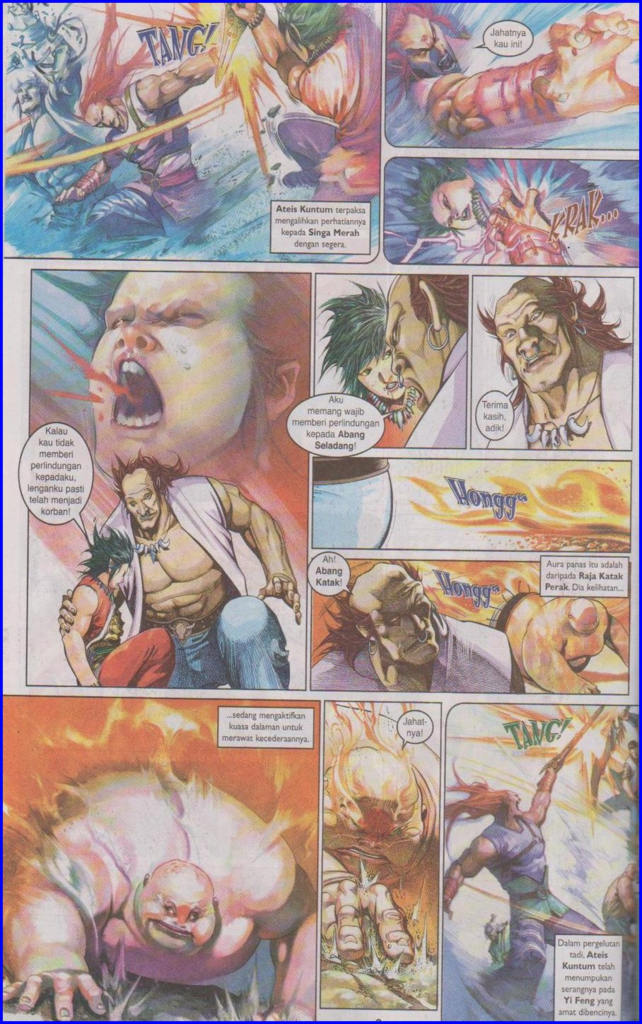 TANG!
Ateis Kuntum terpaksa
mengalihkan perhatiannya
kepada Singa Merah
dengan segera.
Jahatnya
kau ini!
KRAK...
Kalau
kau tidak
memberi
perlindungan
kepadaku,
lenganku pasti
telah menjadi
korban!
Aku
memang wajib
memberi perlindungan
kepada Abang
Seladang!
Terima
kasih,
adik!
Hongg
Ah!
Abang
Katak!
Hongg
Aura panas itu adalah
daripada Raja Katak
Perak. Dia kelihatan...
...sedang mengaktifkan
kuasa dalaman untuk
merawat kecederaannya.
Jahat-
nya!
TANG!
Dalam pergelutan
tadi, Ateis
Kuntum telah
menumpukan
serangnya pada
Yi Feng yang
amat dibencinya.